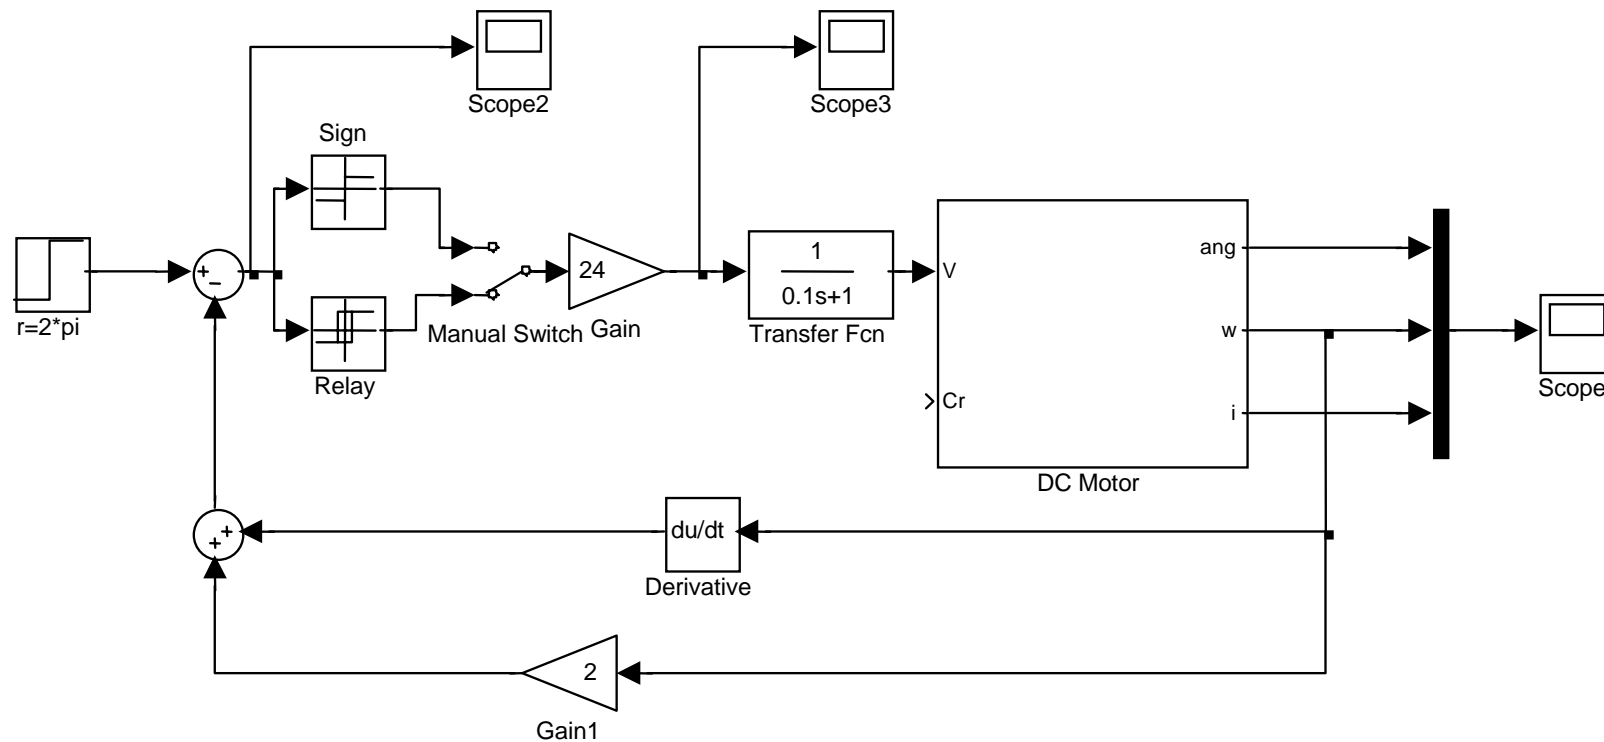 Scope2
Scope3
Sign
r=2*pi
+
−
Relay
Manual Switch
24
Gain
1
0.1s+1
Transfer Fcn
V
Cr
ang
w
i
DC Motor
Scope
+
+
du/dt
Derivative
2
Gain1